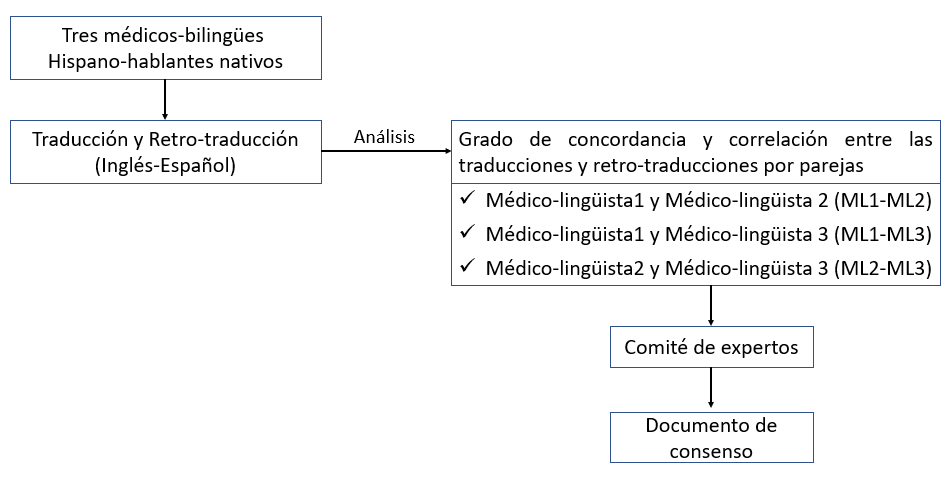 Tres médicos-bilingües
Hispano-hablantes nativos
Traducción y Retro-traducción
(Inglés-Español)
Análisis
Grado de concordancia y correlación entre las
traducciones y retro-traducciones por parejas
✓ Médico-lingüista1 y Médico-lingüista 2 (ML1-ML2)
✓ Médico-lingüista1 y Médico-lingüista 3 (ML1-ML3)
✓ Médico-lingüista2 y Médico-lingüista 3 (ML2-ML3)
Comité de expertos
Documento de
consenso